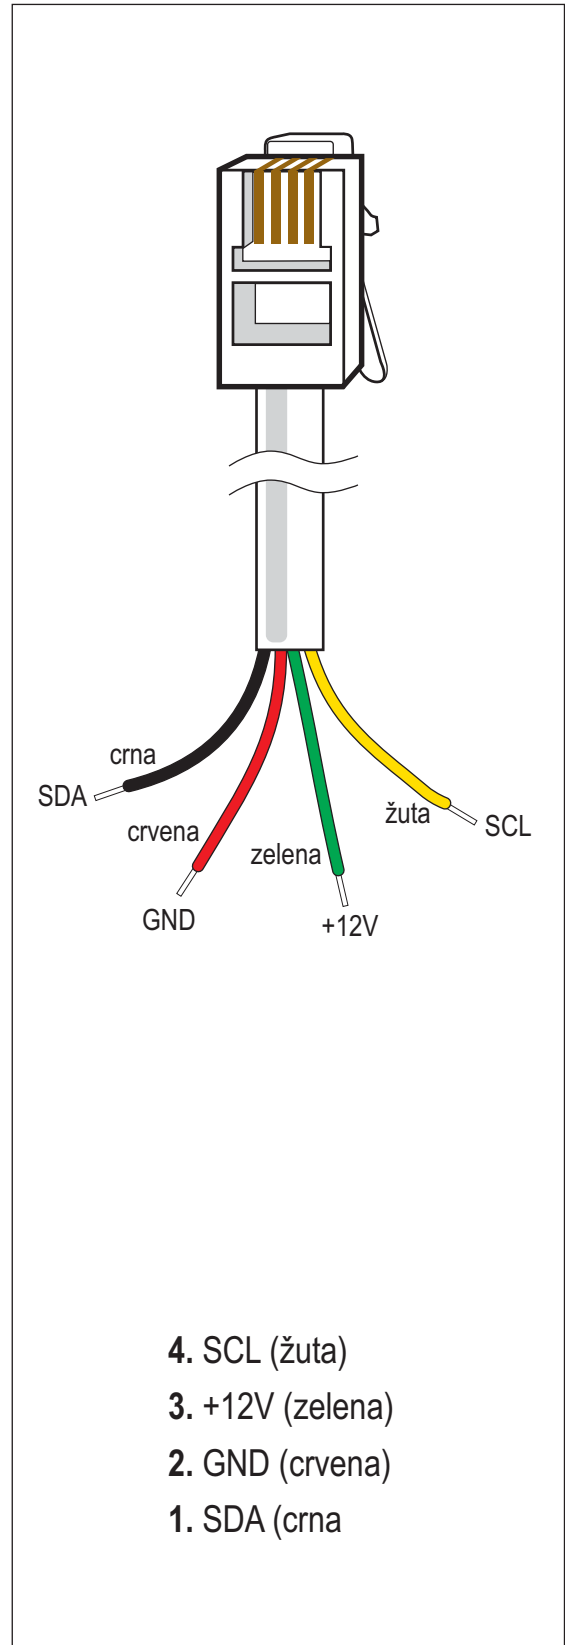 crna
SDA
crvena
žuta
SCL
zelena
GND
+12V
4. SCL (žuta)
3. +12V (zelena)
2. GND (crvena)
1. SDA (crna